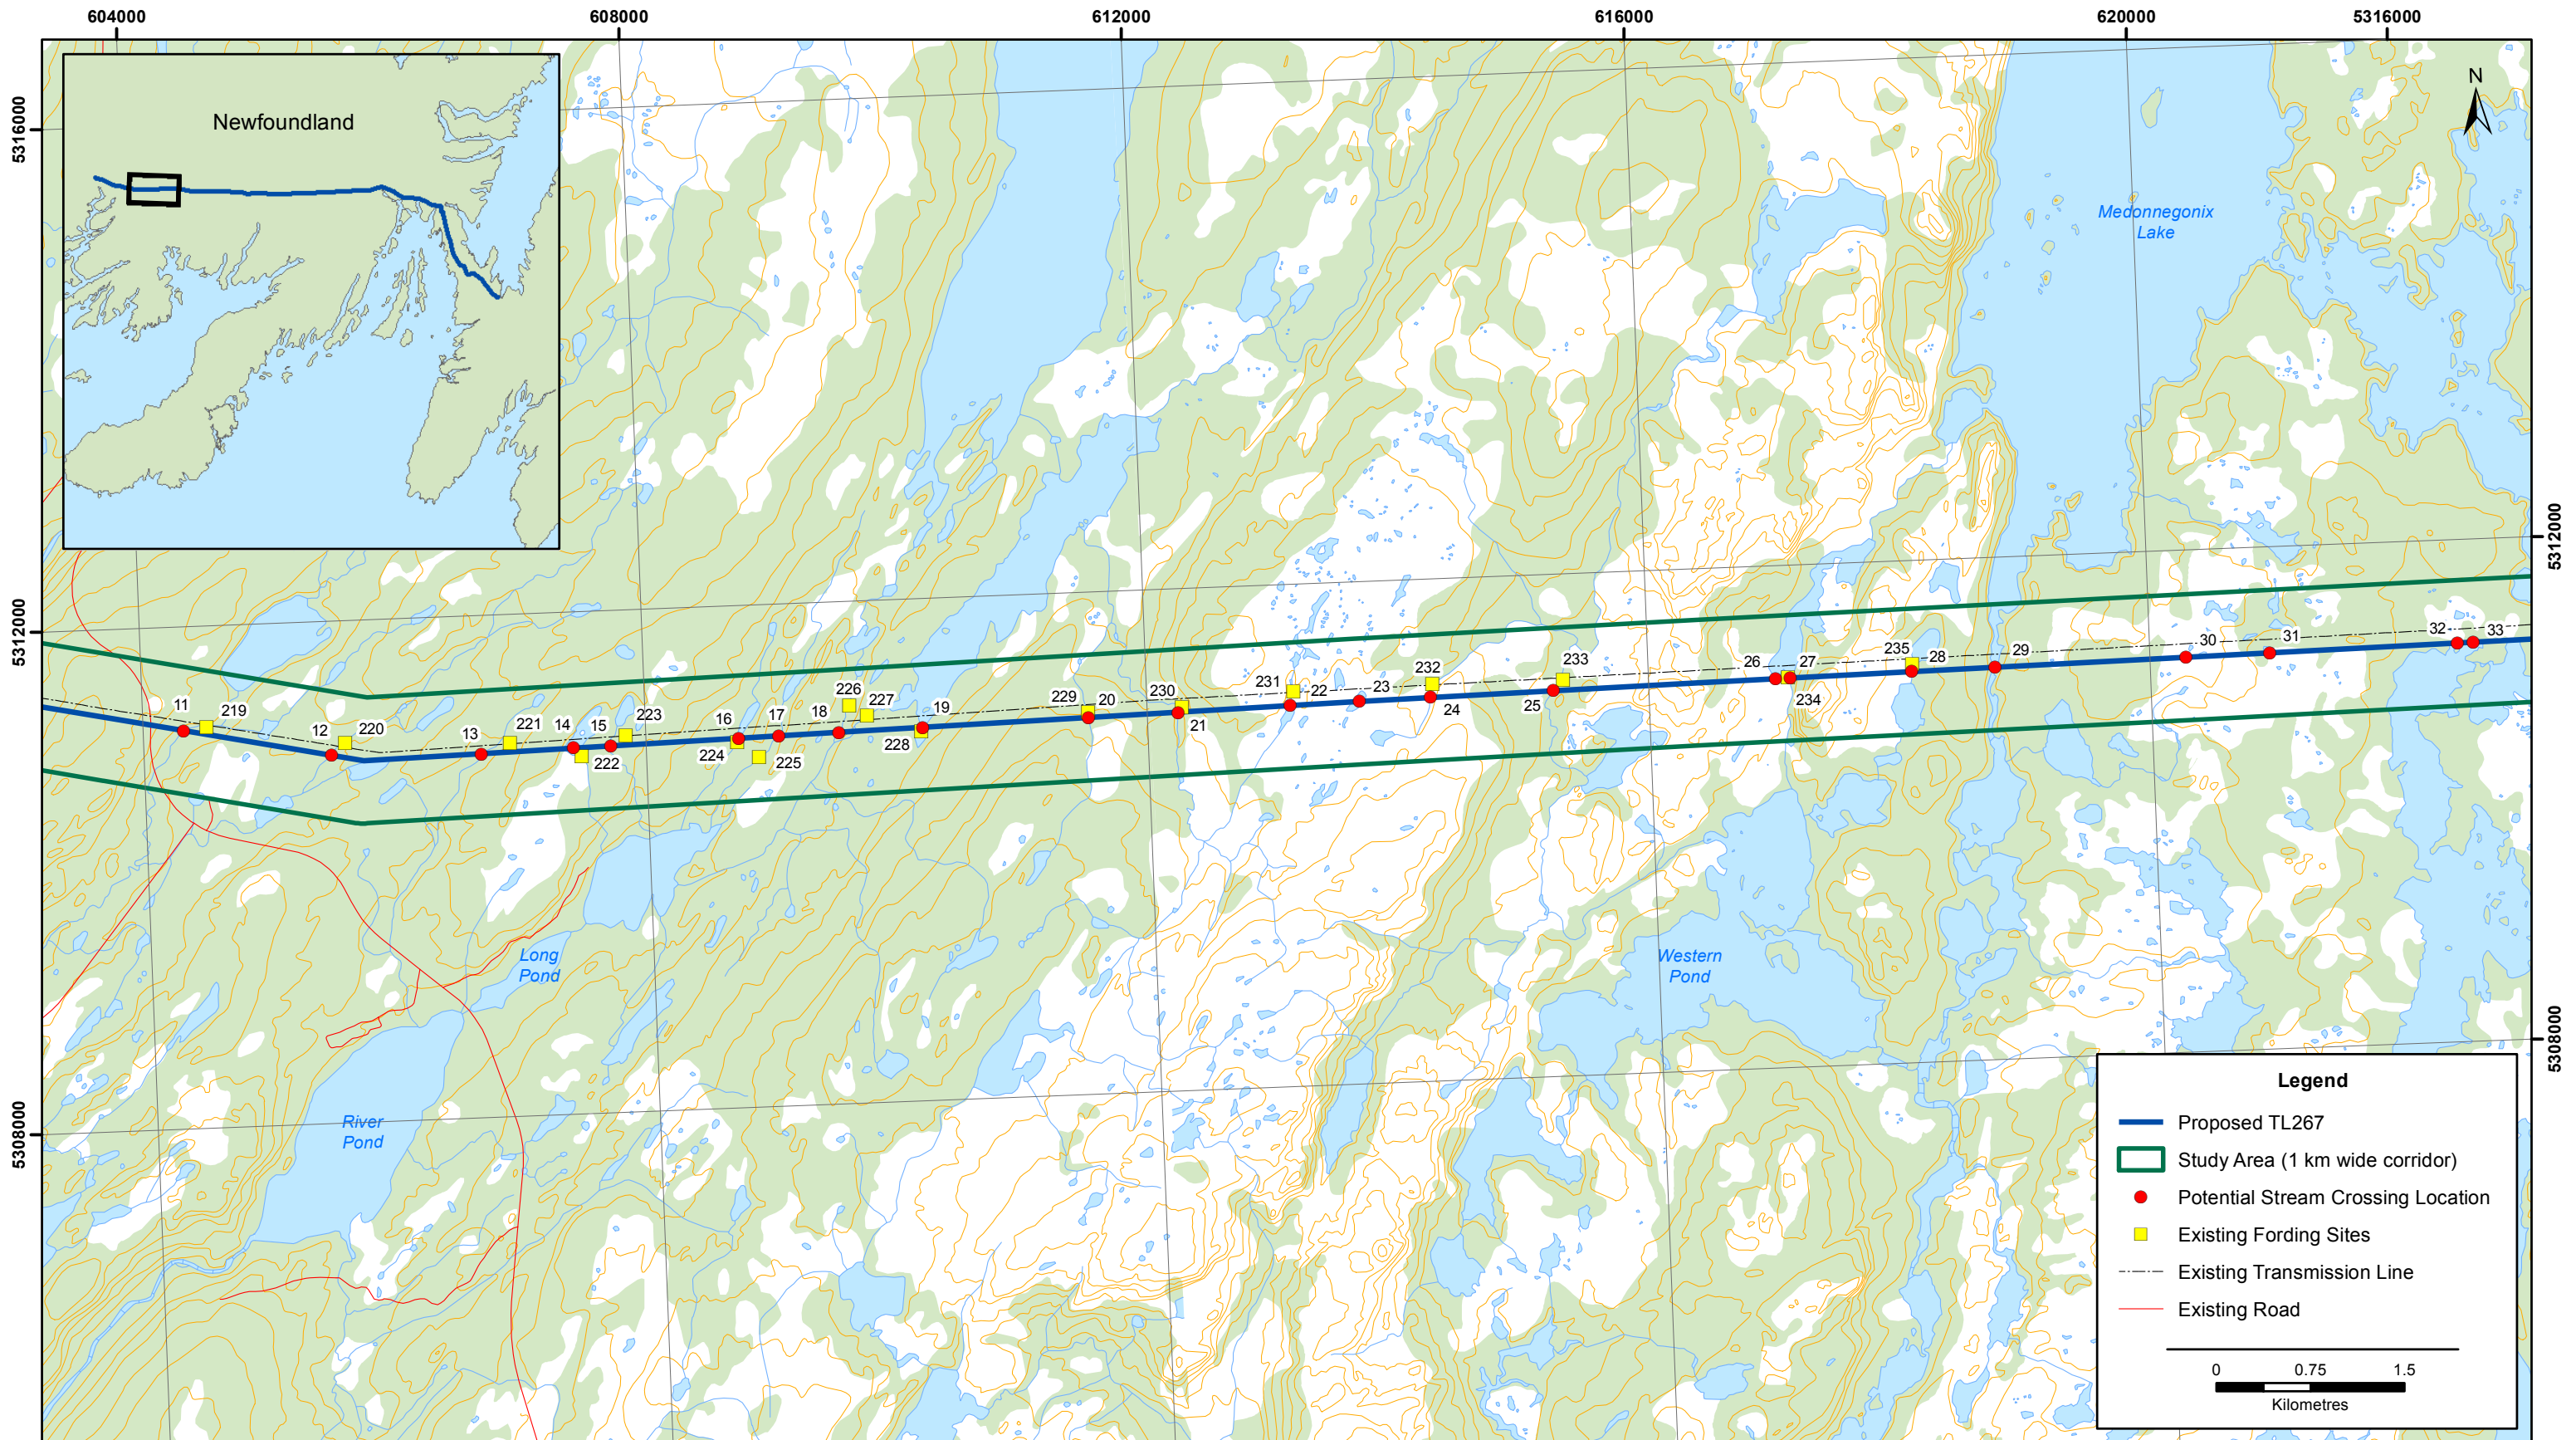 604000
608000
612000
616000
620000
5316000
5316000
Newfoundland
N
Medonnegonix
Lake
5312000
5312000
11
219
12
220
13
221
14
15
223
222
16
224
17
225
18
226
227
19
228
229
20
230
21
231
22
23
232
24
233
25
26
27
234
235
28
29
30
31
32
33
Long
Pond
Western
Pond
River
Pond
5308000
5308000
Legend
Proposed TL267
Study Area (1 km wide corridor)
Potential Stream Crossing Location
Existing Fording Sites
Existing Transmission Line
Existing Road
0 0.75 1.5
Kilometres